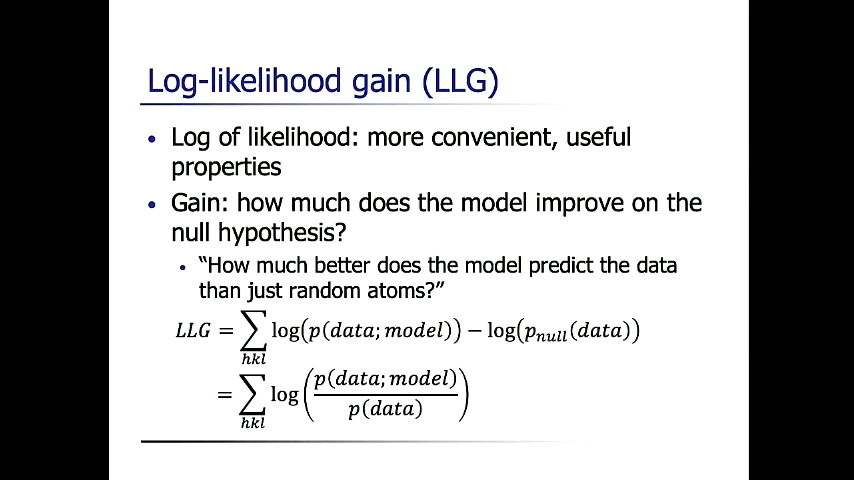 Log-likelihood gain (LLG)
• Log of likelihood: more convenient, useful
properties
• Gain: how much does the model improve on the
null hypothesis?
• “How much better does the model predict the data
than just random atoms?”
LLG = ∑_{hkl} log(p(data; model)) − log(p_{null}(data))
= ∑_{hkl} log(p(data; model) / p(data))